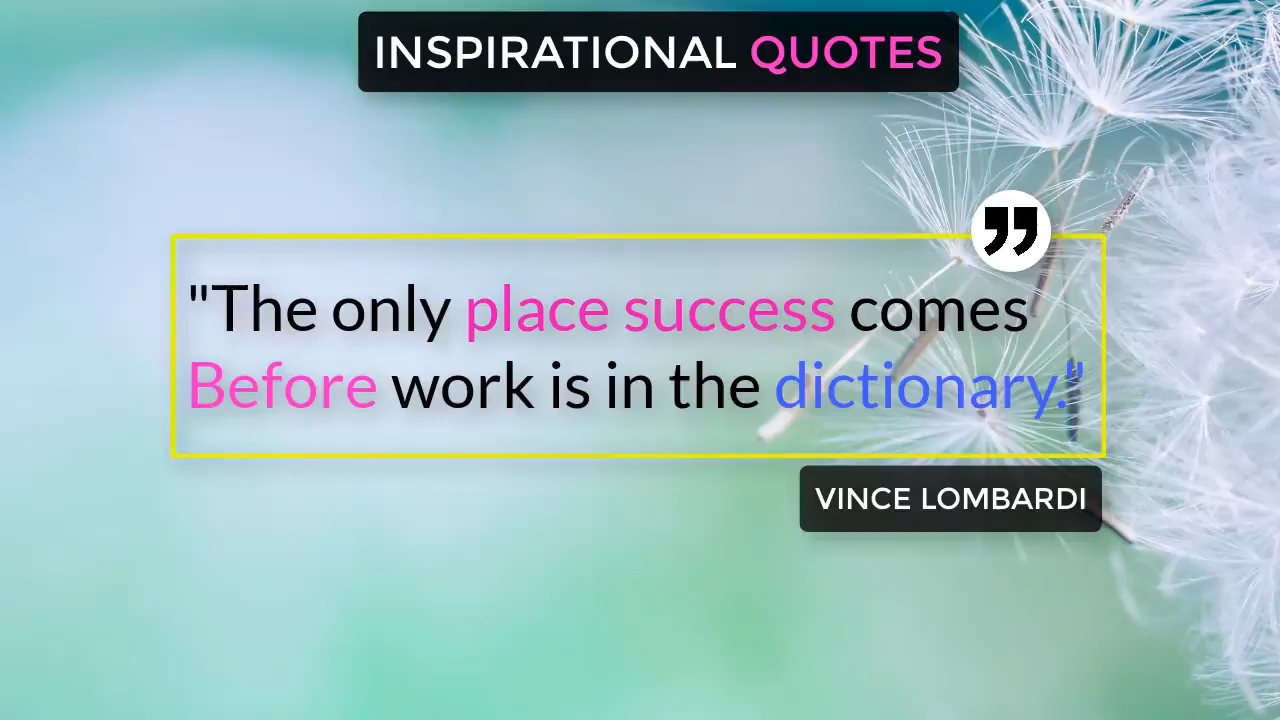 INSPIRATIONAL QUOTES
"The only place success comes
Before work is in the dictionary."
VINCE LOMBARDI